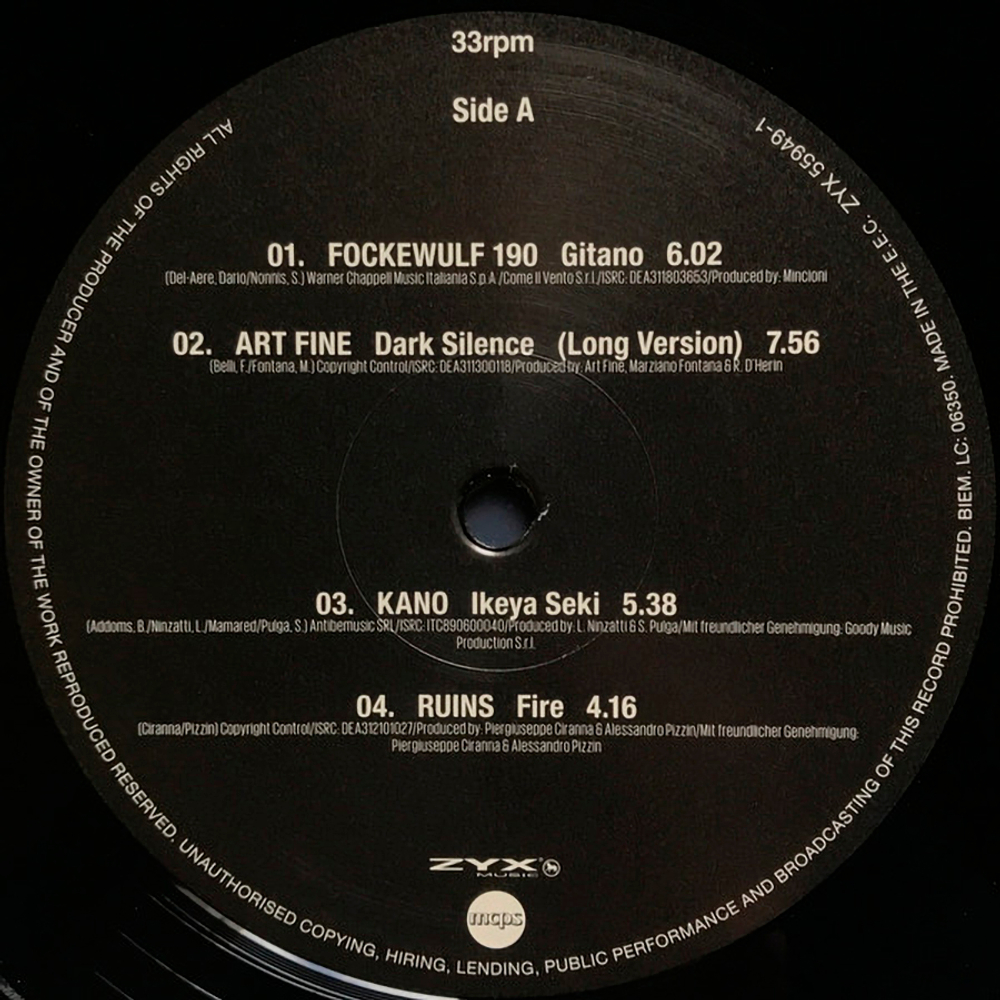 33rpm
Side A
01. FOCKEWULF 190 Gitano 6.02
(Del-Aere, Dario/Nonnis, S.) Warner Chappell Music Italiania S.p.A /Come Il Vento S.r.l /ISRC: DEA311803653/Produced by: Mincioni
02. ART FINE Dark Silence (Long Version) 7.56
(Belli, F./Fontana, M.) Copyright Control/ISRC: DEA311300118/Produced by: Art Fine, Marziano Fontana & R. D'Herin
03. KANO Ikeya Seki 5.38
(Addoms, B./Ninzatti, L./Mamared/Pulga, S.) Antibemusic SRL/ISRC: ITC890600040/Produced by: L. Ninzatti & S. Pulga/Mit freundlicher Genehmigung: Goody Music
Production S.r.l.
04. RUINS Fire 4.16
(Ciranna/Pizzin) Copyright Control/ISRC: DEA312101027/Produced by: Piergiuseppe Ciranna & Alessandro Pizzin/Mit freundlicher Genehmigung:
Piergiuseppe Ciranna & Alessandro Pizzin
ZYX
MUSIC
mcps
ALL RIGHTS OF THE PRODUCER AND OF THE OWNER OF THE WORK REPRODUCED RESERVED. UNAUTHORISED COPYING, HIRING, LENDING, PUBLIC PERFORMANCE AND BROADCASTING OF THIS RECORD PROHIBITED. BIEM. LC: 06350. MADE IN THE E.E.C. ZYX 55949-1